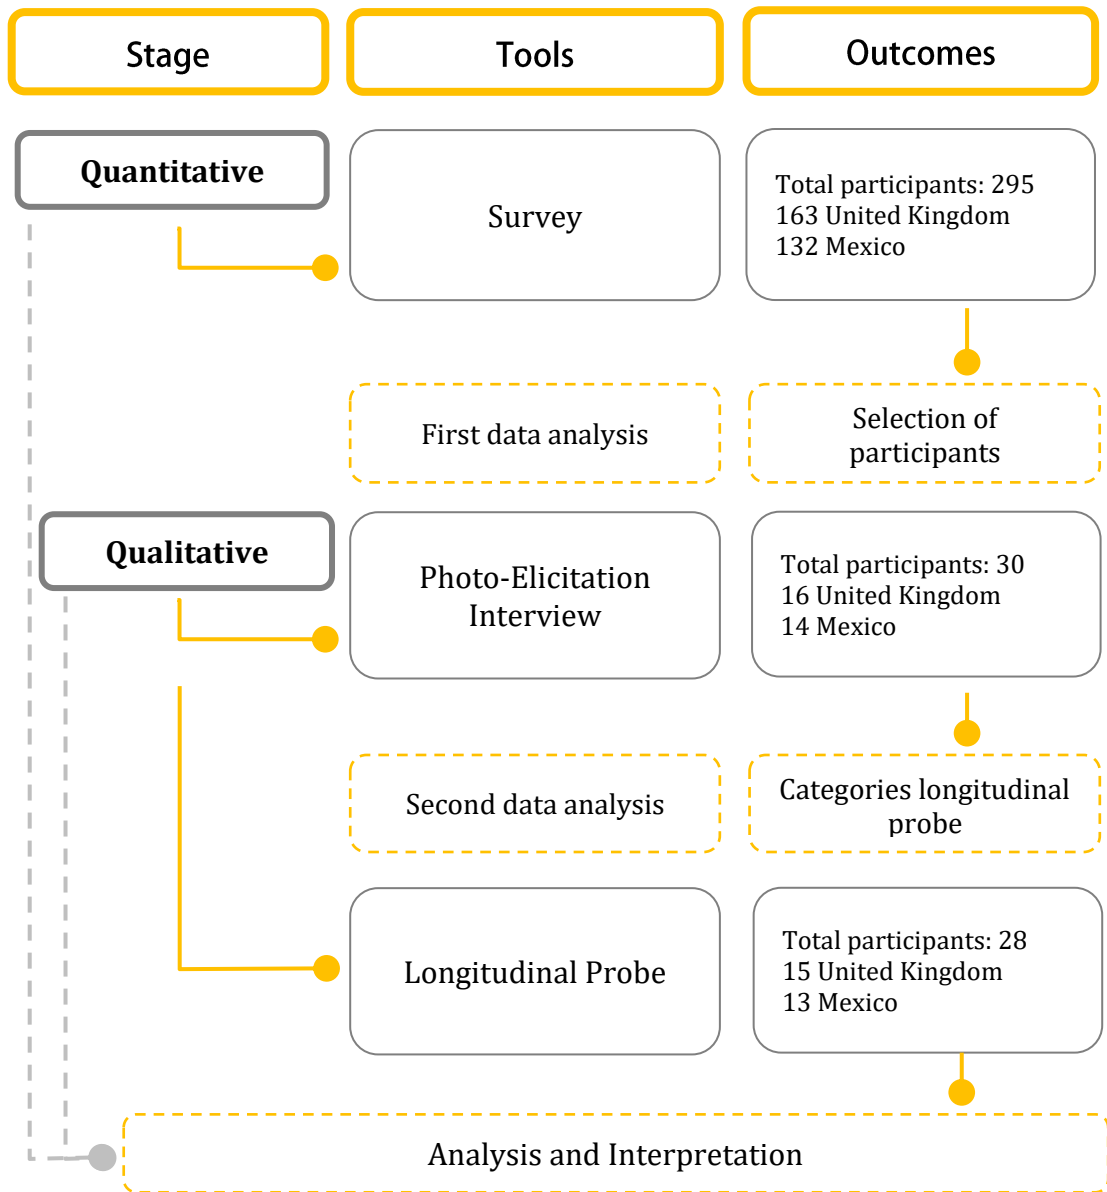 Stage
Tools
Outcomes
Quantitative
Survey
Total participants: 295
163 United Kingdom
132 Mexico
First data analysis
Selection of
participants
Qualitative
Photo-Elicitation
Interview
Total participants: 30
16 United Kingdom
14 Mexico
Second data analysis
Categories longitudinal
probe
Longitudinal Probe
Total participants: 28
15 United Kingdom
13 Mexico
Analysis and Interpretation